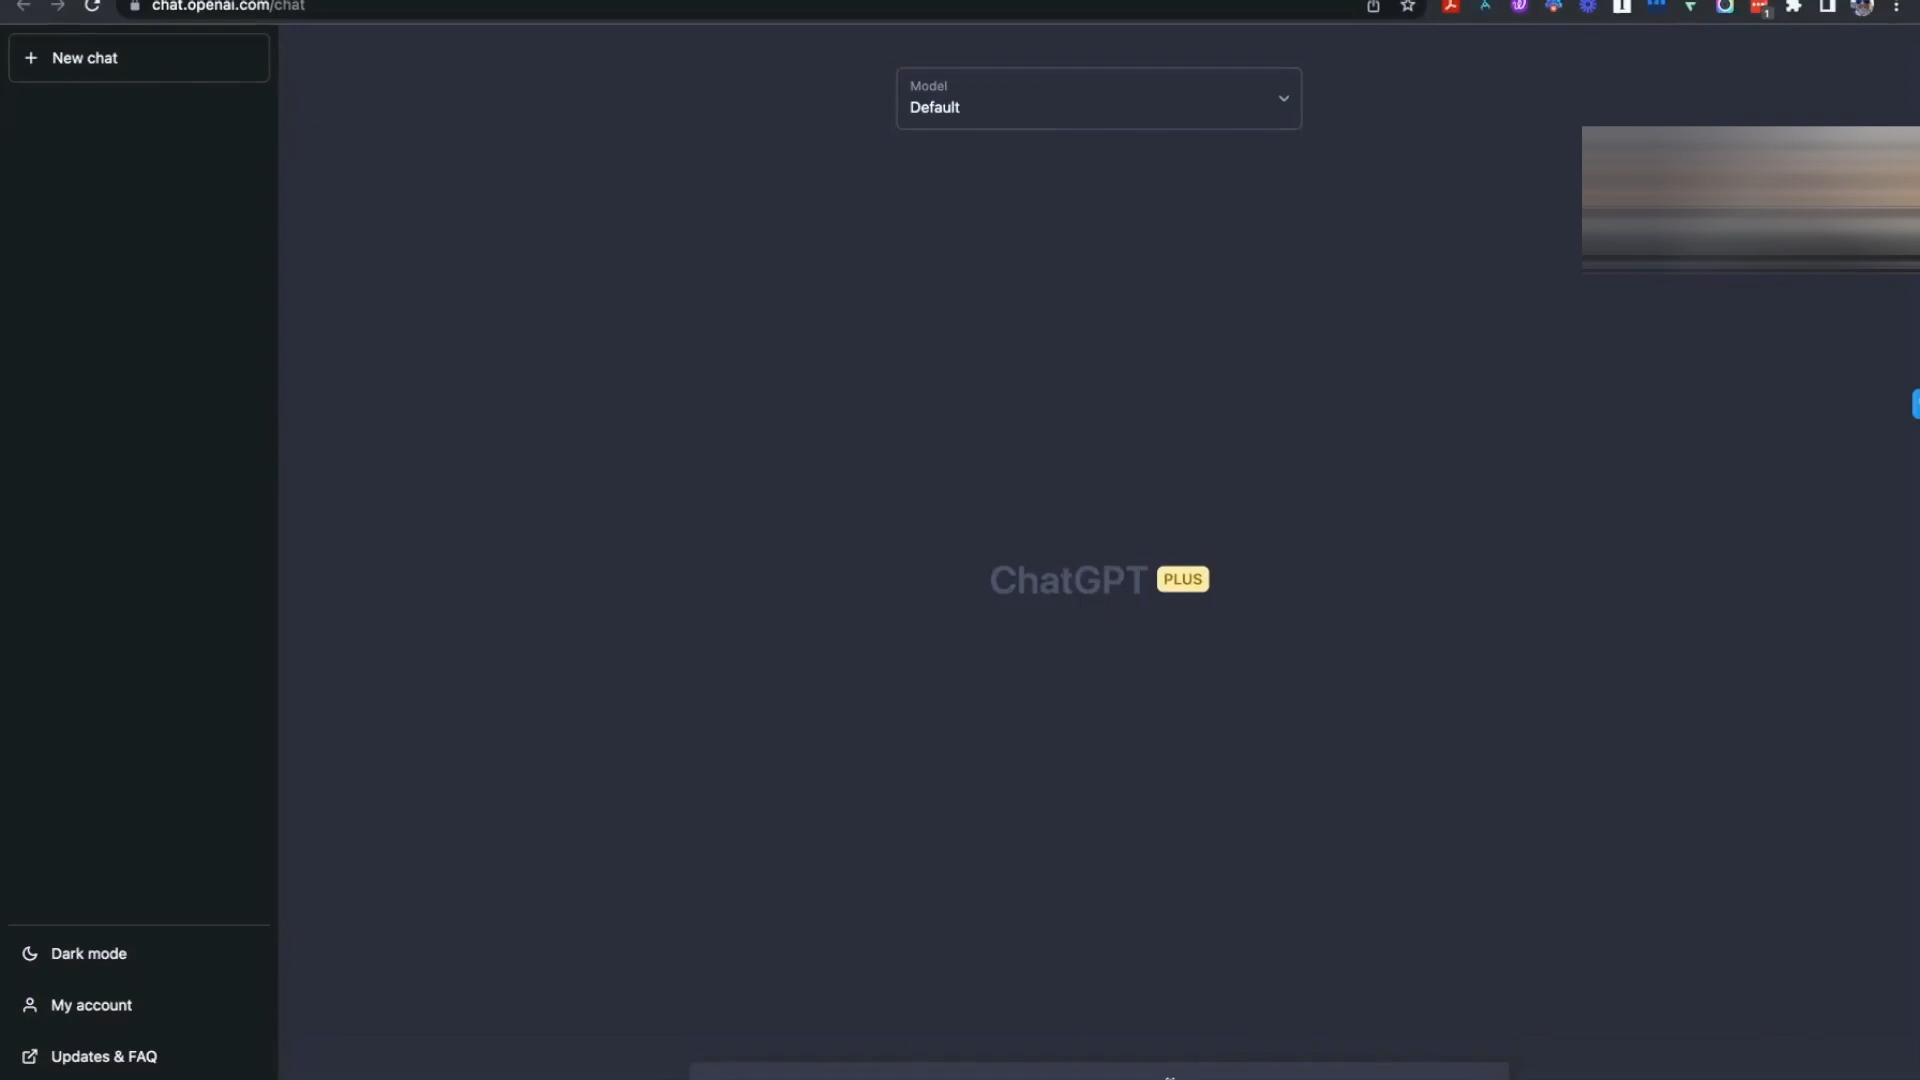 chat.openai.com/chat
New chat
Model
Default
ChatGPT PLUS
Dark mode
My account
Updates & FAQ